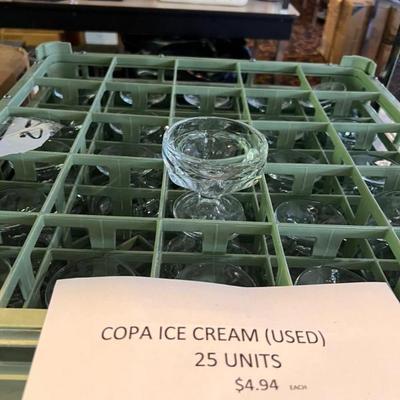 COPA ICE CREAM (USED)
25 UNITS
$4.94 EACH